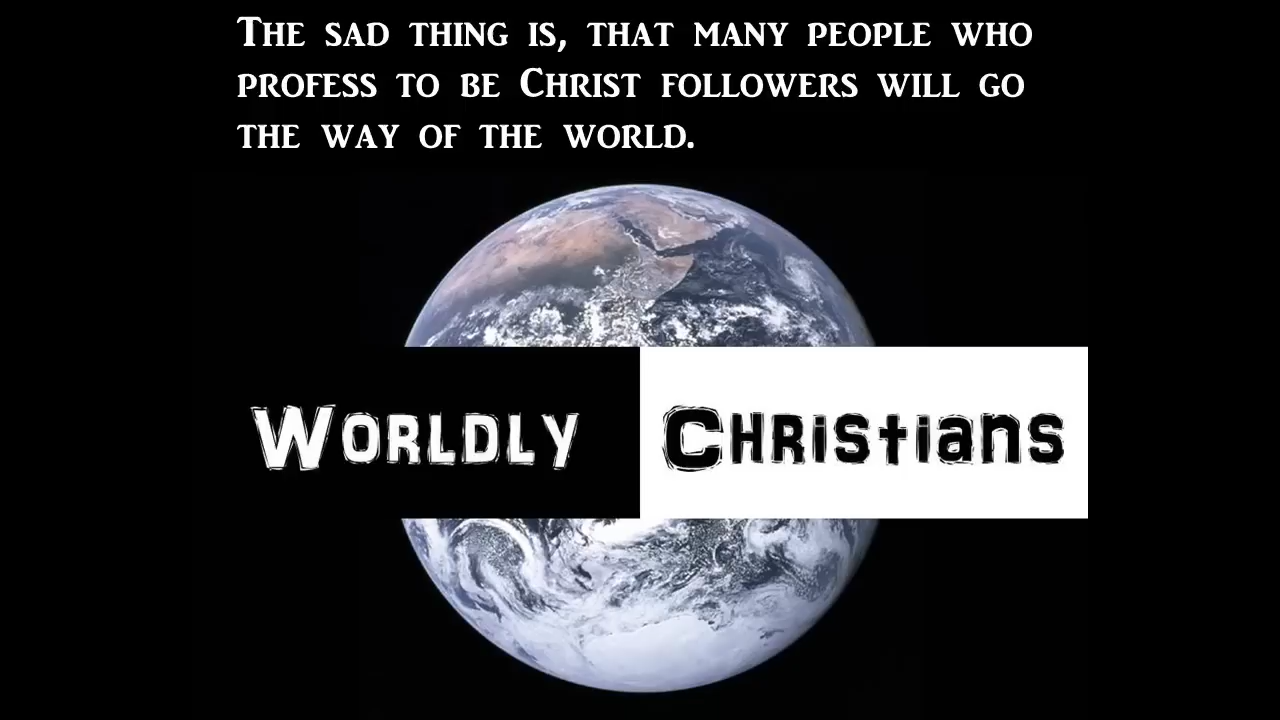 The sad thing is, that many people who
profess to be Christ followers will go
the way of the world.
Worldly Christians